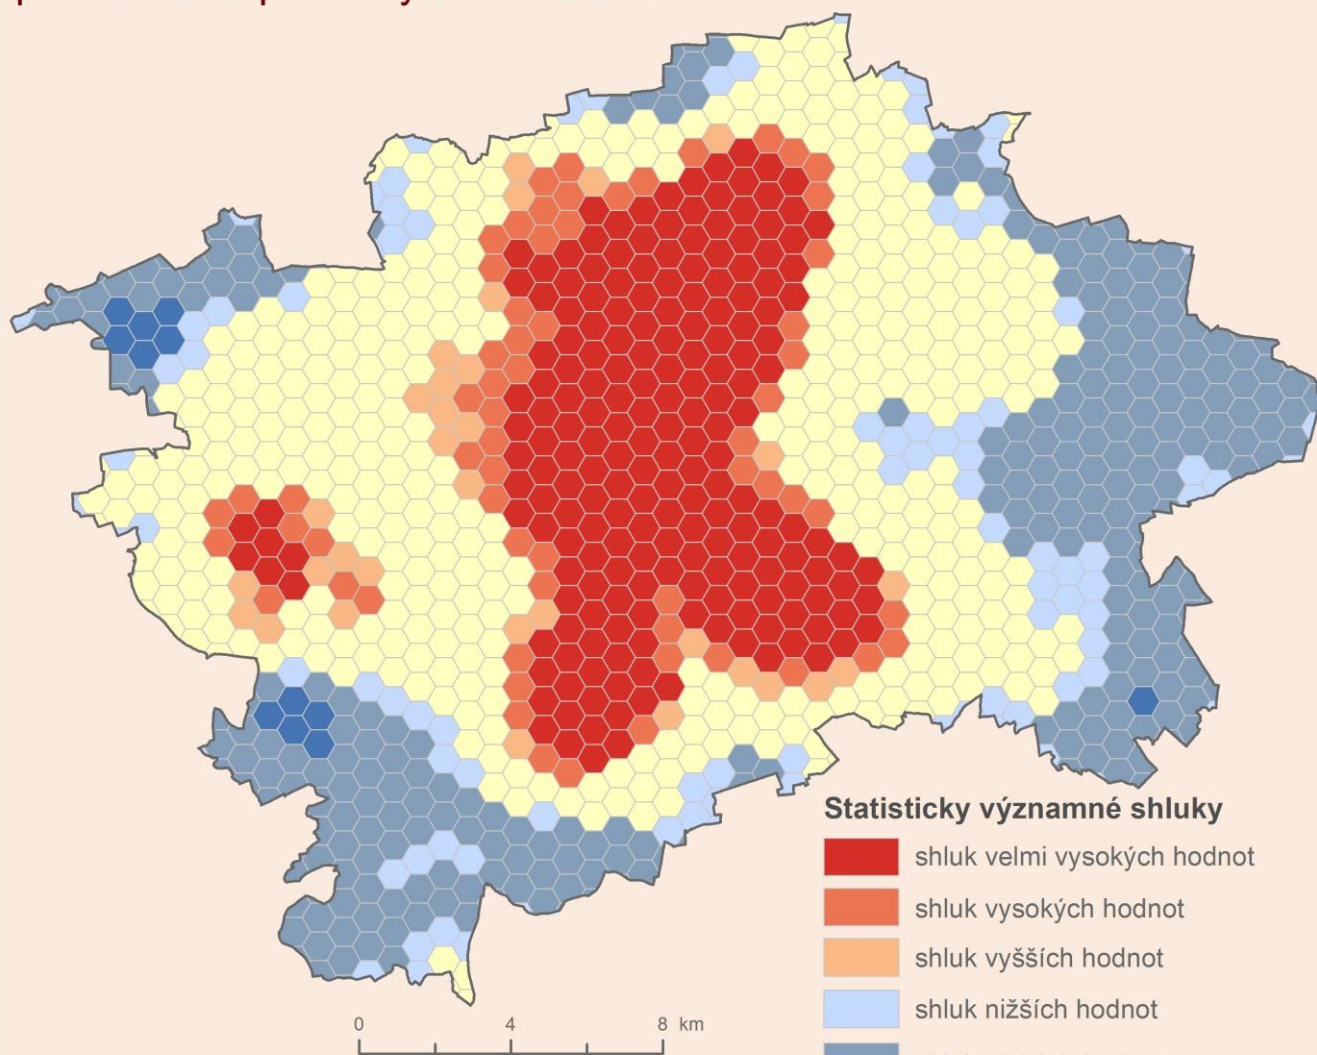 Statisticky významné shluky
shluk velmi vysokých hodnot
shluk vysokých hodnot
shluk vyšších hodnot
shluk nižších hodnot
0 4 8 km